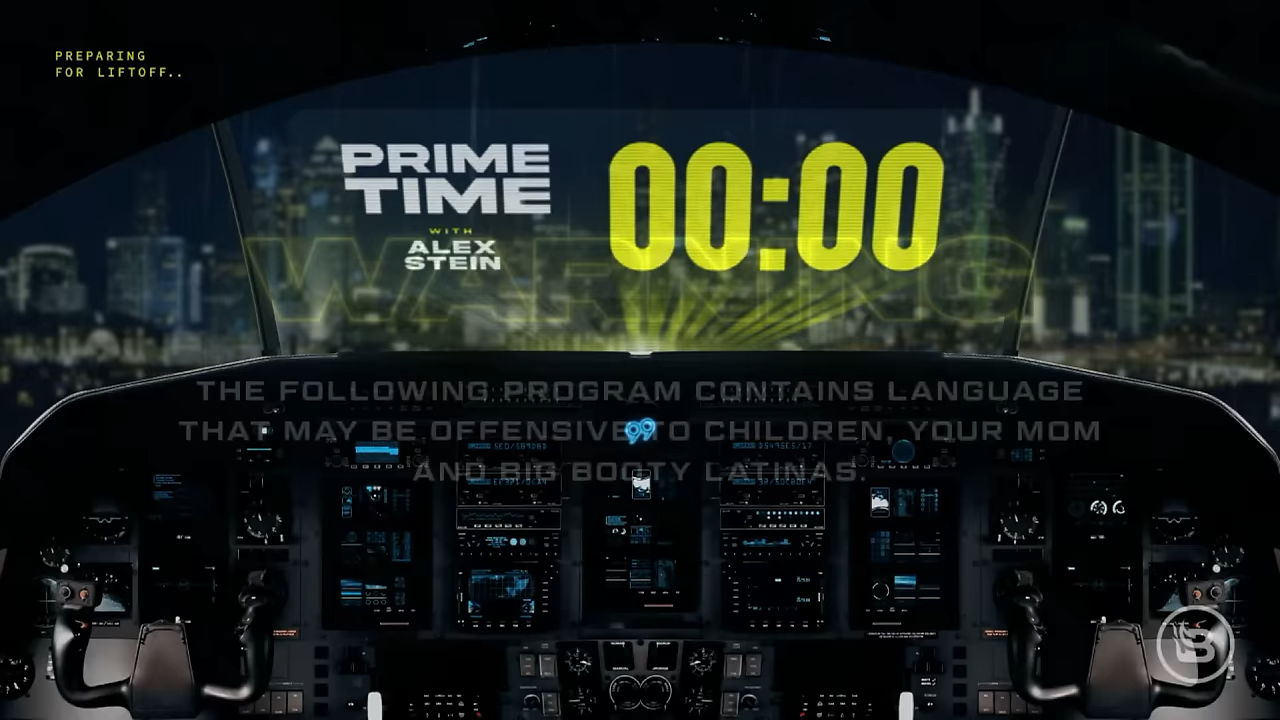 PREPARING
FOR LIFTOFF..
PRIME
TIME
WITH
ALEX
STEIN
00:00
WARNING
THE FOLLOWING PROGRAM CONTAINS LANGUAGE
THAT MAY BE OFFENSIVE TO CHILDREN, YOUR MOM
AND BIG BOOTY LATINAS.
99
B